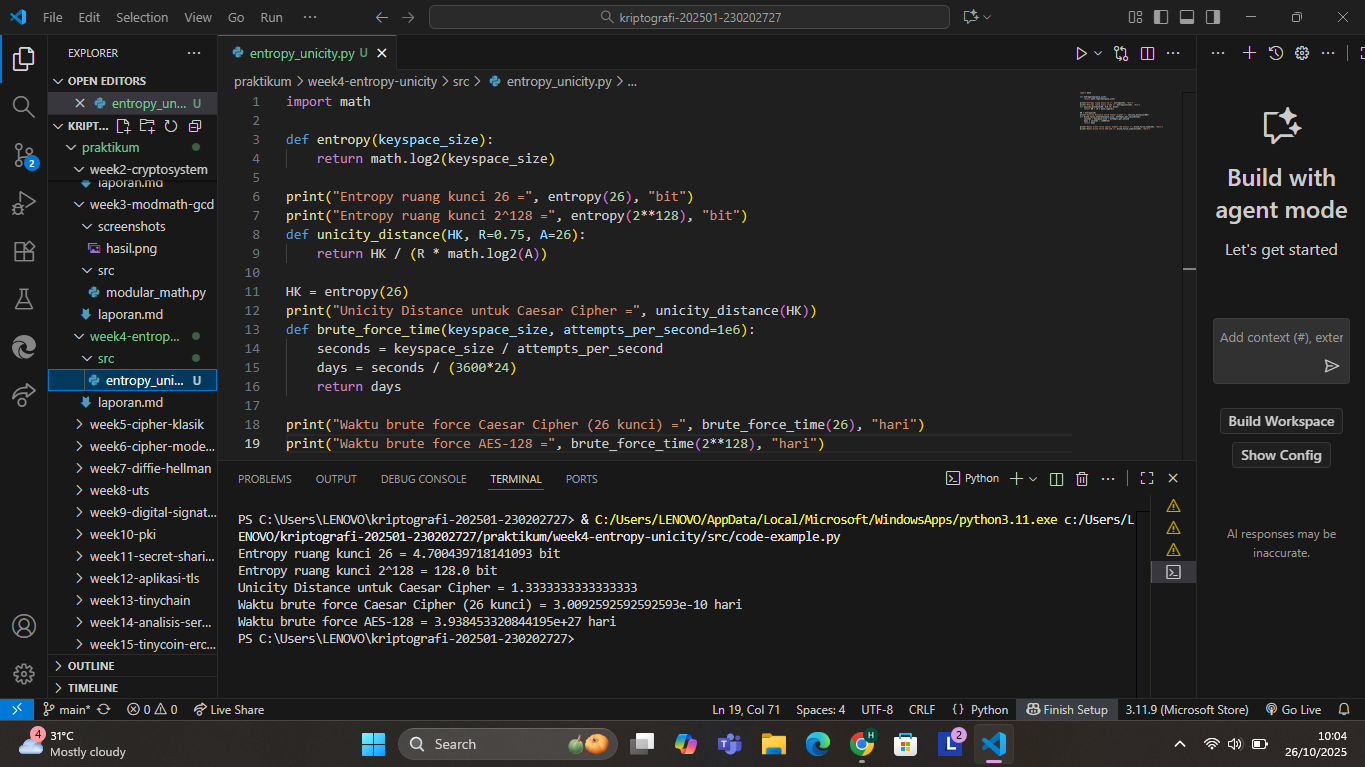 File Edit Selection View Go Run ···
kriptografi-202501-230202727
EXPLORER
OPEN EDITORS
entropy_un... U
KRIPT...
praktikum
week2-cryptosystem
laporan.md
week3-modmath-gcd
screenshots
hasil.png
src
modular_math.py
laporan.md
week4-entrop...
src
entropy_uni... U
laporan.md
week5-cipher-klasik
week6-cipher-mode...
week7-diffie-hellman
week8-uts
week9-digital-signat...
week10-pki
week11-secret-shari...
week12-aplikasi-tls
week13-tinychain
week14-analisis-ser...
week15-tinycoin-erc...
OUTLINE
TIMELINE
2
entropy_unicity.py U
praktikum > week4-entropy-unicity > src > entropy_unicity.py > ...
1 import math
2
3 def entropy(keyspace_size):
4     return math.log2(keyspace_size)
5
6 print("Entropy ruang kunci 26 =", entropy(26), "bit")
7 print("Entropy ruang kunci 2^128 =", entropy(2**128), "bit")
8 def unicity_distance(HK, R=0.75, A=26):
9     return HK / (R * math.log2(A))
10
11 HK = entropy(26)
12 print("Unicity Distance untuk Caesar Cipher =", unicity_distance(HK))
13 def brute_force_time(keyspace_size, attempts_per_second=1e6):
14     seconds = keyspace_size / attempts_per_second
15     days = seconds / (3600*24)
16     return days
17
18 print("Waktu brute force Caesar Cipher (26 kunci) =", brute_force_time(26), "hari")
19 print("Waktu brute force AES-128 =", brute_force_time(2**128), "hari")
PROBLEMS OUTPUT DEBUG CONSOLE TERMINAL PORTS
Python
PS C:\Users\LENOVO\kriptografi-202501-230202727> & C:/Users/LENOVO/AppData/Local/Microsoft/WindowsApps/python3.11.exe c:/Users/L
ENOVO/kriptografi-202501-230202727/praktikum/week4-entropy-unicity/src/code-example.py
Entropy ruang kunci 26 = 4.700439718141093 bit
Entropy ruang kunci 2^128 = 128.0 bit
Unicity Distance untuk Caesar Cipher = 1.3333333333333333
Waktu brute force Caesar Cipher (26 kunci) = 3.0092592592592593e-10 hari
Waktu brute force AES-128 = 3.938453320844195e+27 hari
PS C:\Users\LENOVO\kriptografi-202501-230202727>
Build with
agent mode
Let's get started
Add context (#), exter
Build Workspace
Show Config
AI responses may be
inaccurate.
main* 0 0 Live Share
Ln 19, Col 71 Spaces: 4 UTF-8 CRLF {} Python Finish Setup 3.11.9 (Microsoft Store) Go Live
4 31°C
Mostly cloudy
Search
H
L 2
10:04
26/10/2025